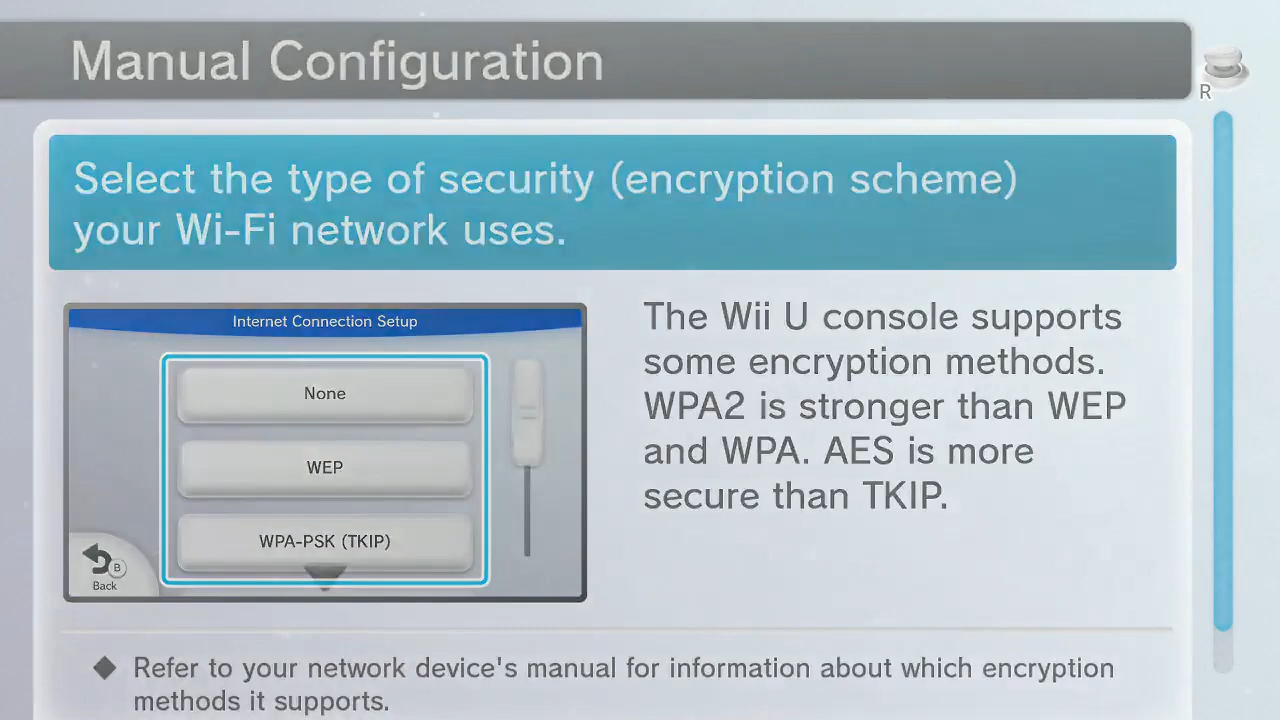 Manual Configuration
R
Select the type of security (encryption scheme)
your Wi-Fi network uses.
Internet Connection Setup
None
WEP
WPA-PSK (TKIP)
B
Back
The Wii U console supports
some encryption methods.
WPA2 is stronger than WEP
and WPA. AES is more
secure than TKIP.
Refer to your network device's manual for information about which encryption
methods it supports.